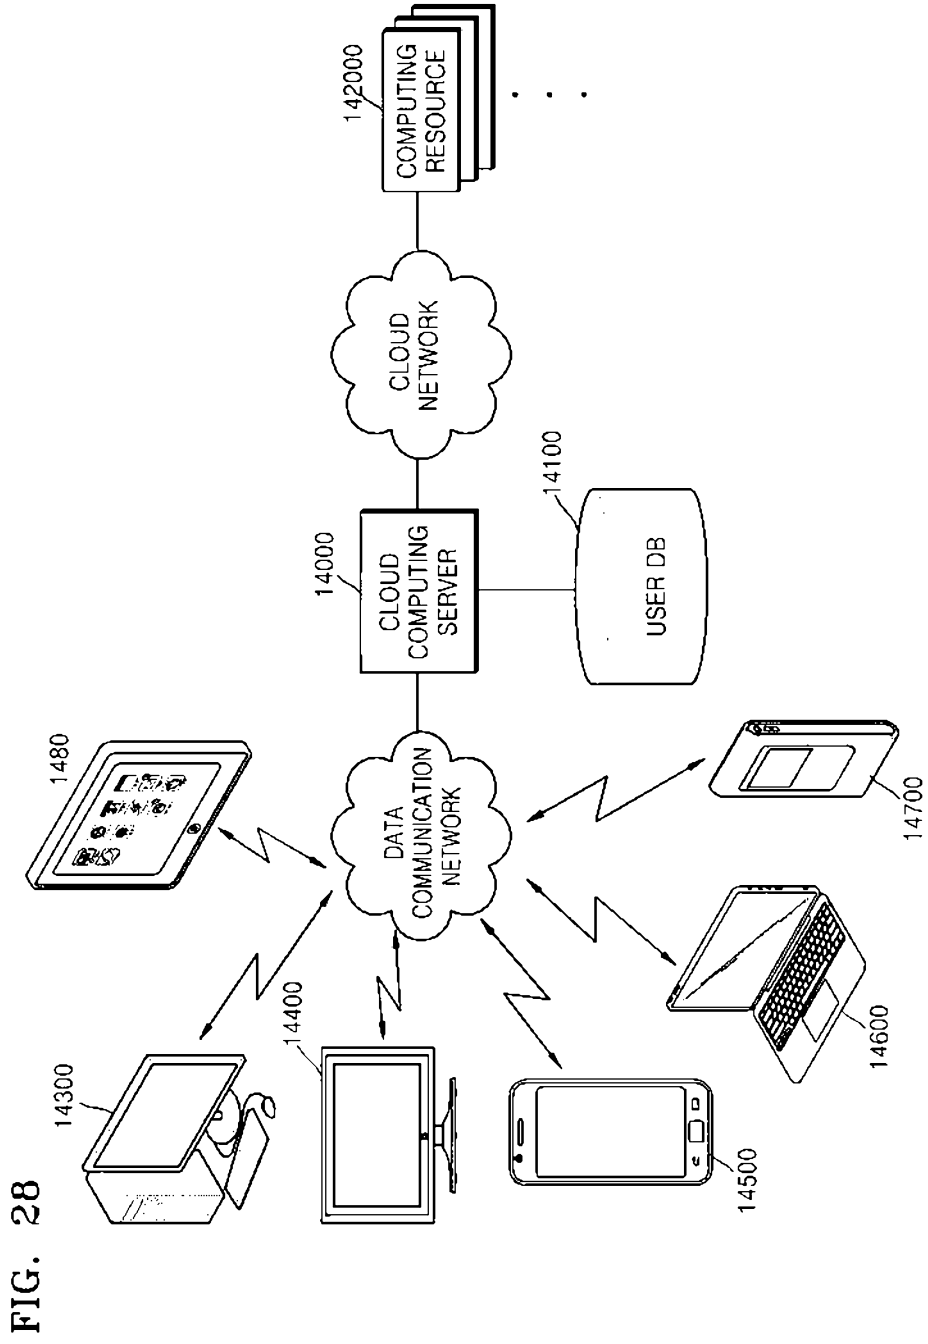 FIG. 28
14300
1480
14400
14500
14600
14700
DATA
COMMUNICATION
NETWORK
14000
CLOUD
COMPUTING
SERVER
14100
USER DB
CLOUD
NETWORK
142000
COMPUTING
RESOURCE